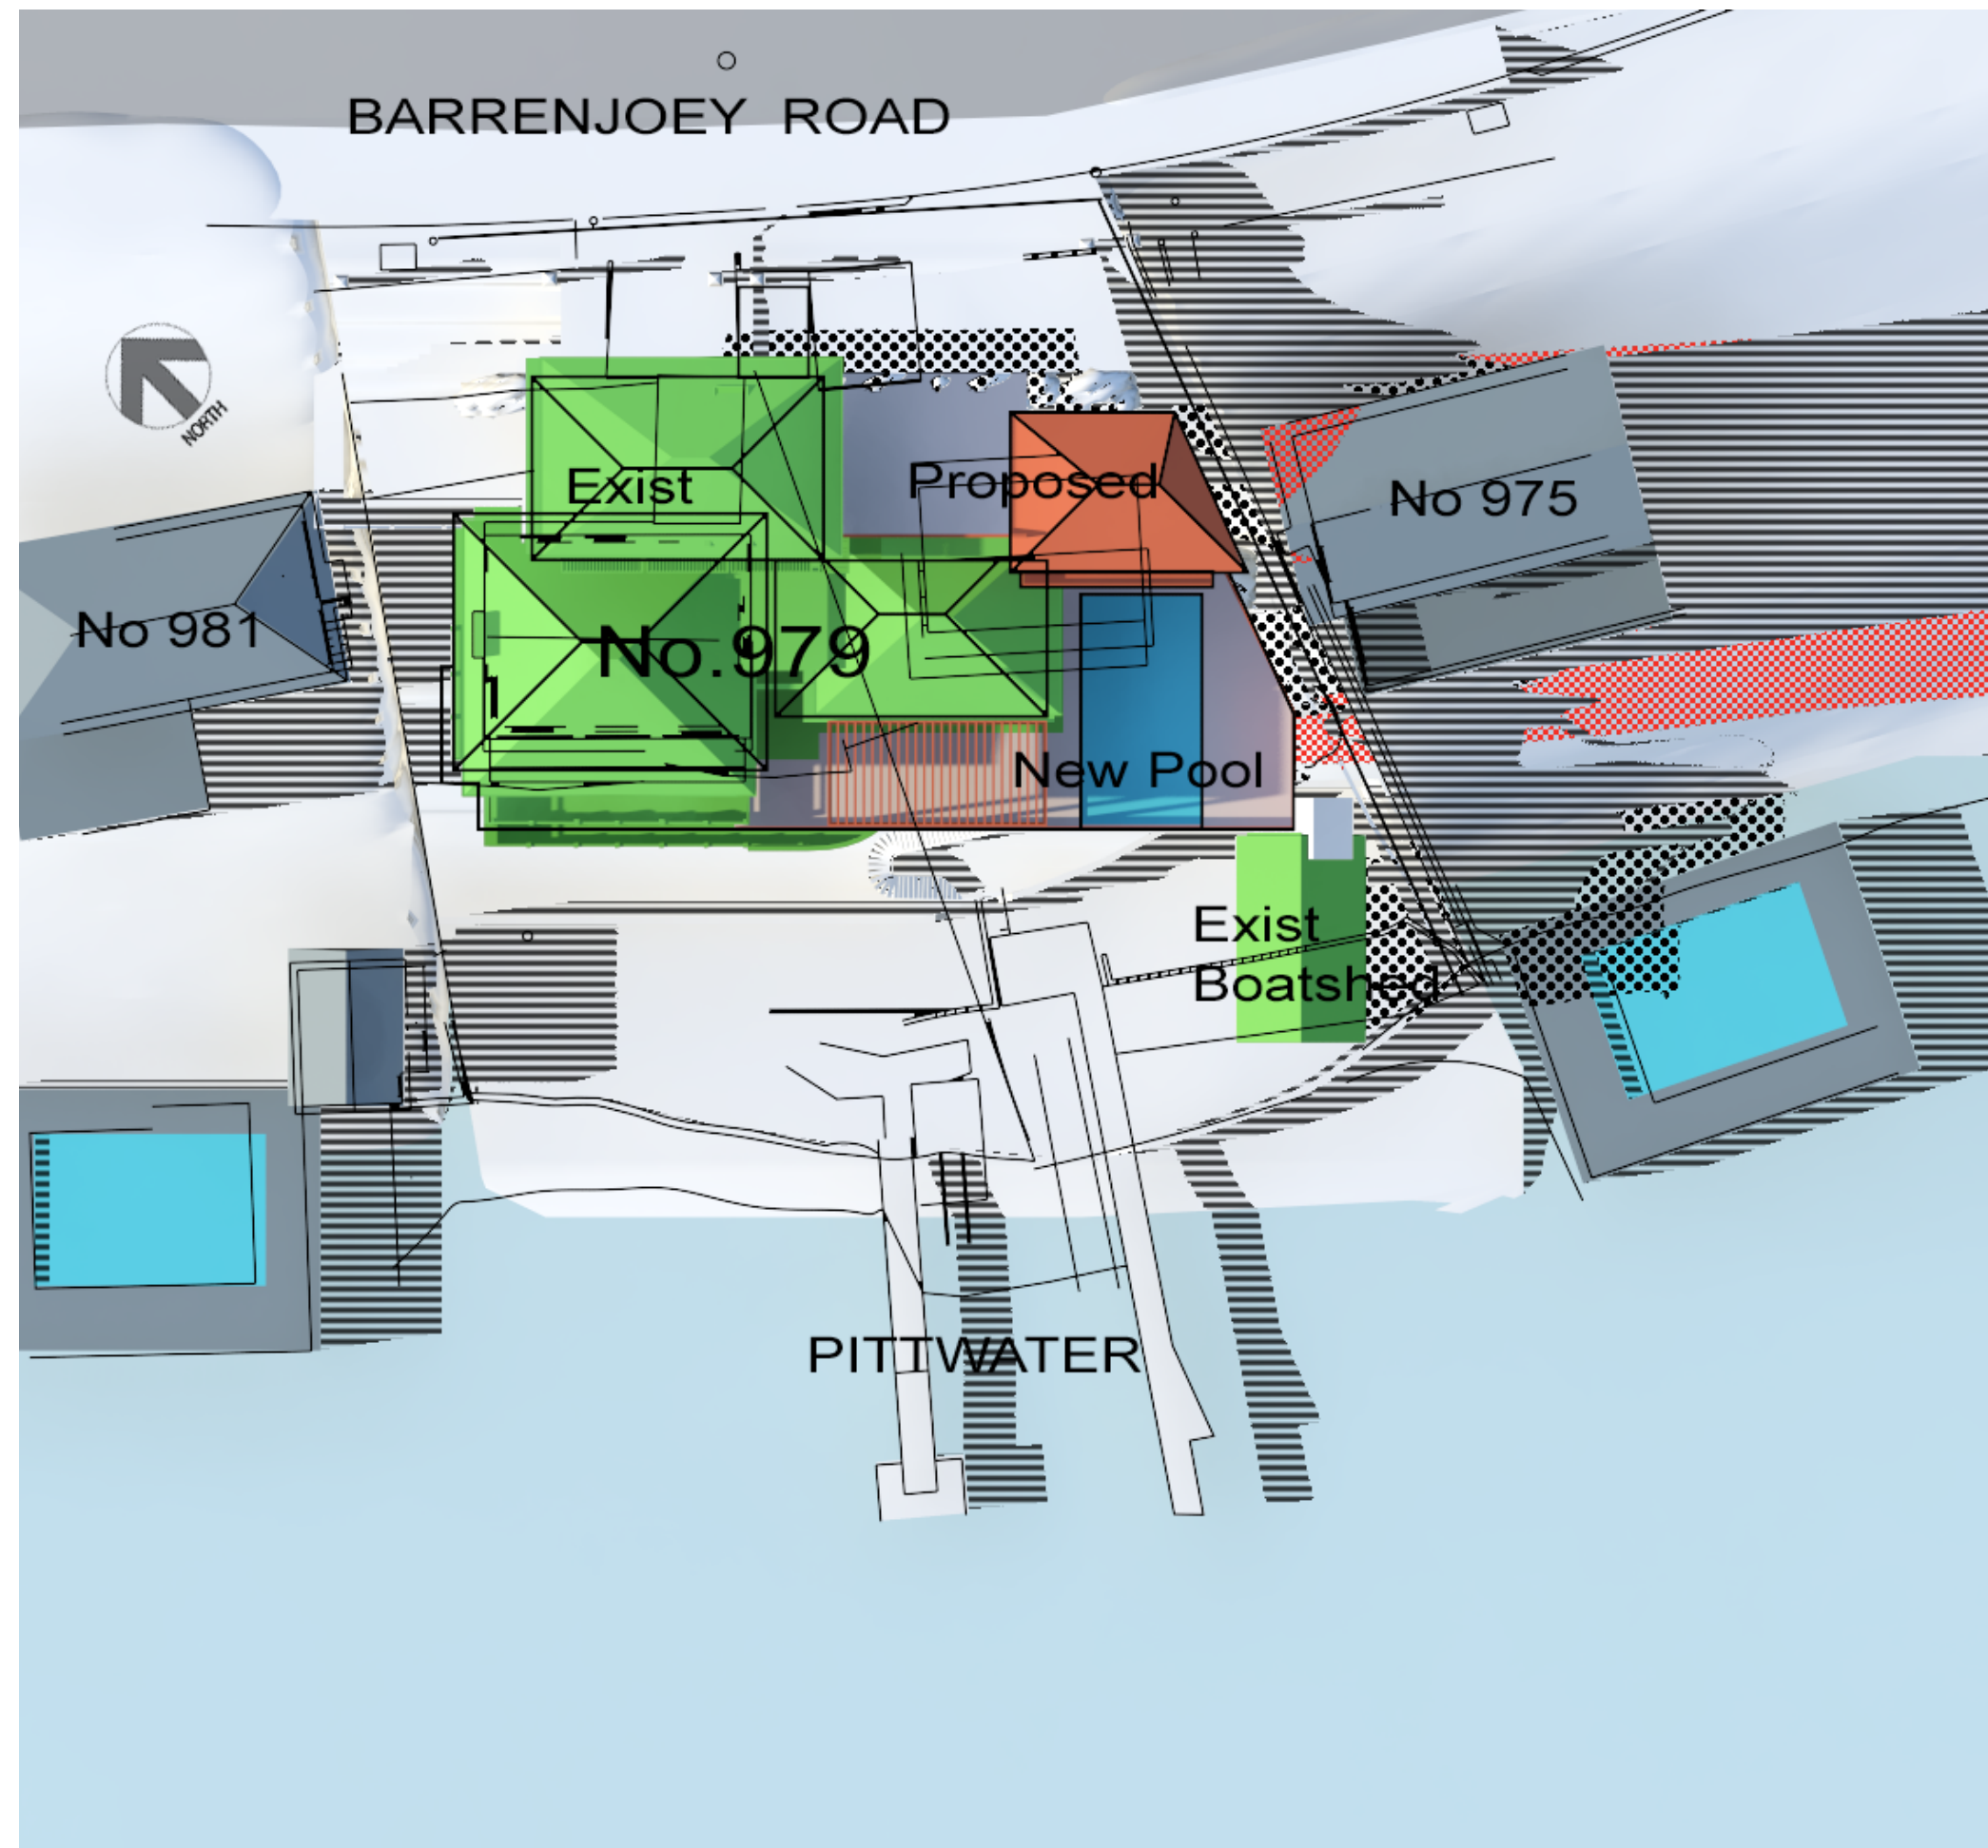 BARRENJOEY ROAD
NORTH
Exist
Proposed
No 975
No 981
No.979
New Pool
Exist
Boatshed
PITTWATER